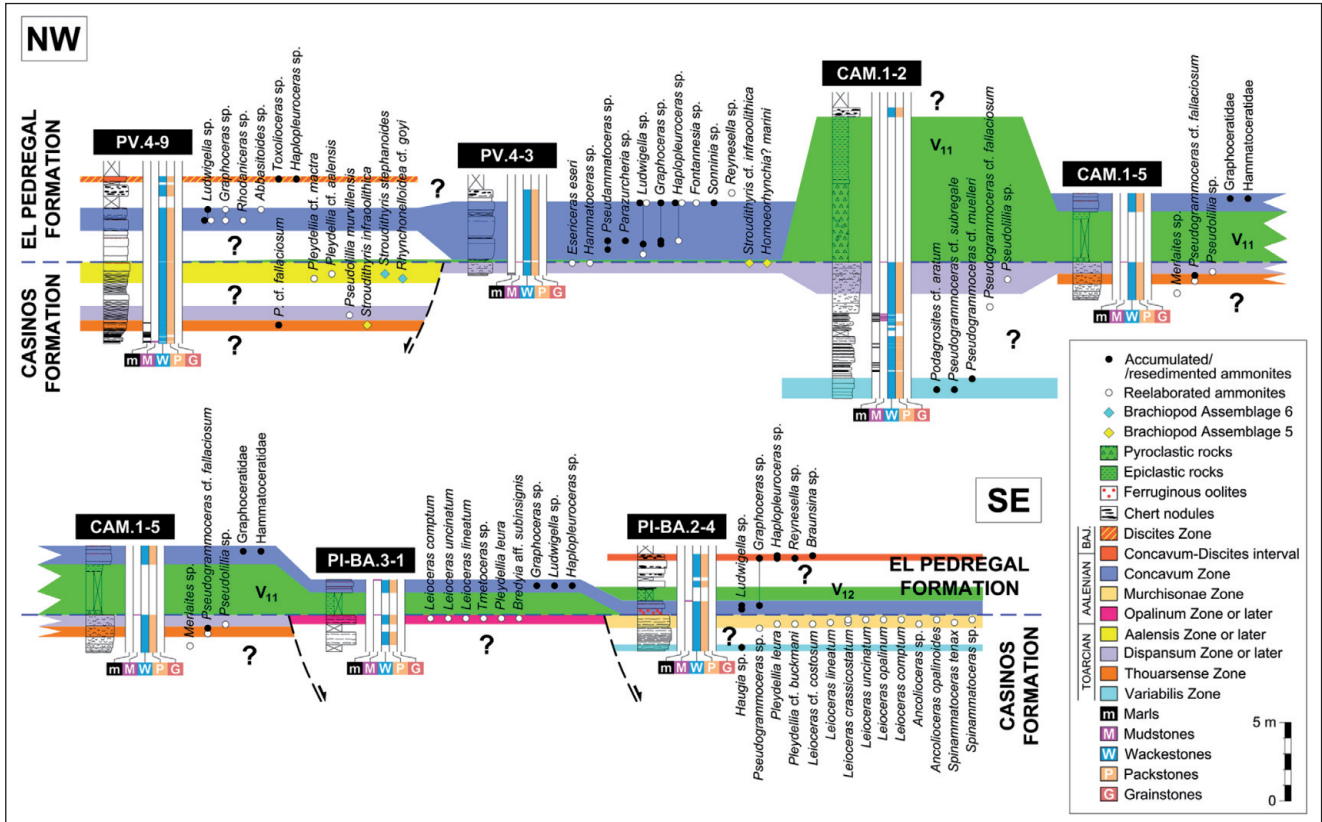 NW
EL PEDREGAL
FORMATION
CASINOS
FORMATION
PV.4-9
Ludwigella sp.
Graphoceras sp.
Rhodaniceras sp.
Abbasitoides sp.
Toxolioceras sp.
Haplopleuroceras sp.
P. cf. fallaciosum
Pleydellia cf. mactra
Pleydellia cf. aalensis
Pseudolillia murvillensis
Stroudithyris infraoolithica
Stroudithyris stephanoides
Rhynchonelloidea cf. goyi
?
?
?
?
m M W P G
PV.4-3
Esericeras eseri
Hammatoceras sp.
Pseudammatoceras sp.
Parazurcheria sp.
Ludwigella sp.
Graphoceras sp.
Haplopleuroceras sp.
Fontannesia sp.
Sonninia sp.
Reynesella sp.
Stroudithyris cf. infraoolithica
Homoeorhynchia? marini
m M W P G
CAM.1-2
?
V11
Podagrosites cf. aratum
Pseudogrammoceras cf. subregale
Pseudogrammoceras cf. muelleri
Pseudogrammoceras cf. fallaciosum
Pseudolillia sp.
?
m M W P G
CAM.1-5
V11
Merlaites sp.
Pseudogrammoceras cf. fallaciosum
Pseudolillia sp.
Graphoceratidae
Hammatoceratidae
?
m M W P G
CAM.1-5
V11
Merlaites sp.
Pseudogrammoceras cf. fallaciosum
Pseudolillia sp.
Graphoceratidae
Hammatoceratidae
?
m M W P G
PI-BA.3-1
Leioceras comptum
Leioceras uncinatum
Leioceras lineatum
Tmetoceras sp.
Pleydellia leura
Bredyia aff. subinsignis
Graphoceras sp.
Ludwigella sp.
Haplopleuroceras sp.
?
m M W P G
SE
PI-BA.2-4
Ludwigella sp.
Graphoceras sp.
Haplopleuroceras sp.
Reynesella sp.
Braunsina sp.
?
V12
?
EL PEDREGAL
FORMATION
CASINOS
FORMATION
Haugia sp.
Pseudogrammoceras sp.
Pleydellia leura
Pleydellia cf. buckmani
Leioceras cf. costosum
Leioceras lineatum
Leioceras crassicostatum
Leioceras uncinatum
Leioceras opalinum
Leioceras comptum
Ancolioceras sp.
Ancolioceras opalinoides
Spinammatoceras tenax
Spinammatoceras sp.
m M W P G
Accumulated/
/resedimented ammonites
Reelaborated ammonites
Brachiopod Assemblage 6
Brachiopod Assemblage 5
Pyroclastic rocks
Epiclastic rocks
Ferruginous oolites
Chert nodules
BAJ.
AALENIAN
TOARCIAN
Discites Zone
Concavum-Discites interval
Concavum Zone
Murchisonae Zone
Opalinum Zone or later
Aalensis Zone or later
Dispansum Zone or later
Thouarsense Zone
Variabilis Zone
m Marls
M Mudstones
W Wackestones
P Packstones
G Grainstones
5 m
0